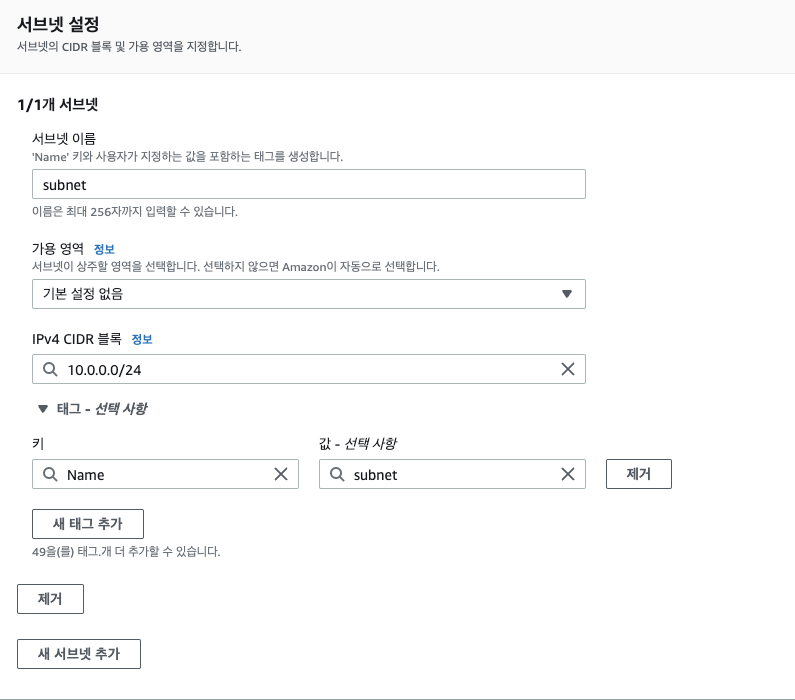 서브넷 설정
서브넷의 CIDR 블록 및 가용 영역을 지정합니다.
1/1개 서브넷
서브넷 이름
'Name' 키와 사용자가 지정하는 값을 포함하는 태그를 생성합니다.
subnet
이름은 최대 256자까지 입력할 수 있습니다.
가용 영역 정보
서브넷이 상주할 영역을 선택합니다. 선택하지 않으면 Amazon이 자동으로 선택합니다.
기본 설정 없음
IPv4 CIDR 블록 정보
10.0.0.0/24
태그 - 선택 사항
키 값 - 선택 사항
Name subnet 제거
새 태그 추가
49을(를) 태그.개 더 추가할 수 있습니다.
제거
새 서브넷 추가